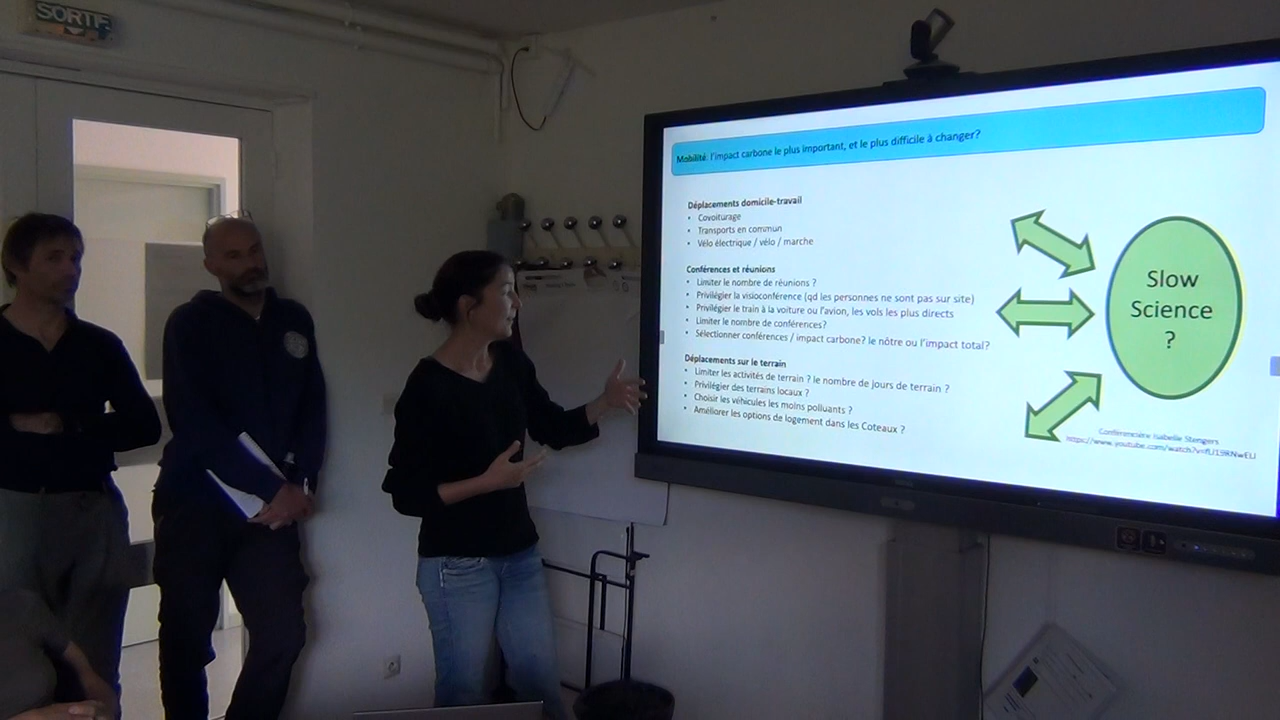 SORTIE
Mobilité: l'impact carbone le plus important, et le plus difficile à changer?
Déplacements domicile-travail
• Covoiturage
• Transports en commun
• Vélo électrique / vélo / marche
Conférences et réunions
• Limiter le nombre de réunions ?
• Privilégier la visioconférence (qd les personnes ne sont pas sur site)
• Privilégier le train à la voiture ou l'avion, les vols les plus directs
• Limiter le nombre de conférences?
• Sélectionner conférences / impact carbone? le nôtre ou l'impact total?
Déplacements sur le terrain
• Limiter les activités de terrain ? le nombre de jours de terrain ?
• Privilégier des terrains locaux ?
• Choisir les véhicules les moins polluants ?
• Améliorer les options de logement dans les Coteaux ?
Slow
Science
?
Conférencière Isabelle Stengers